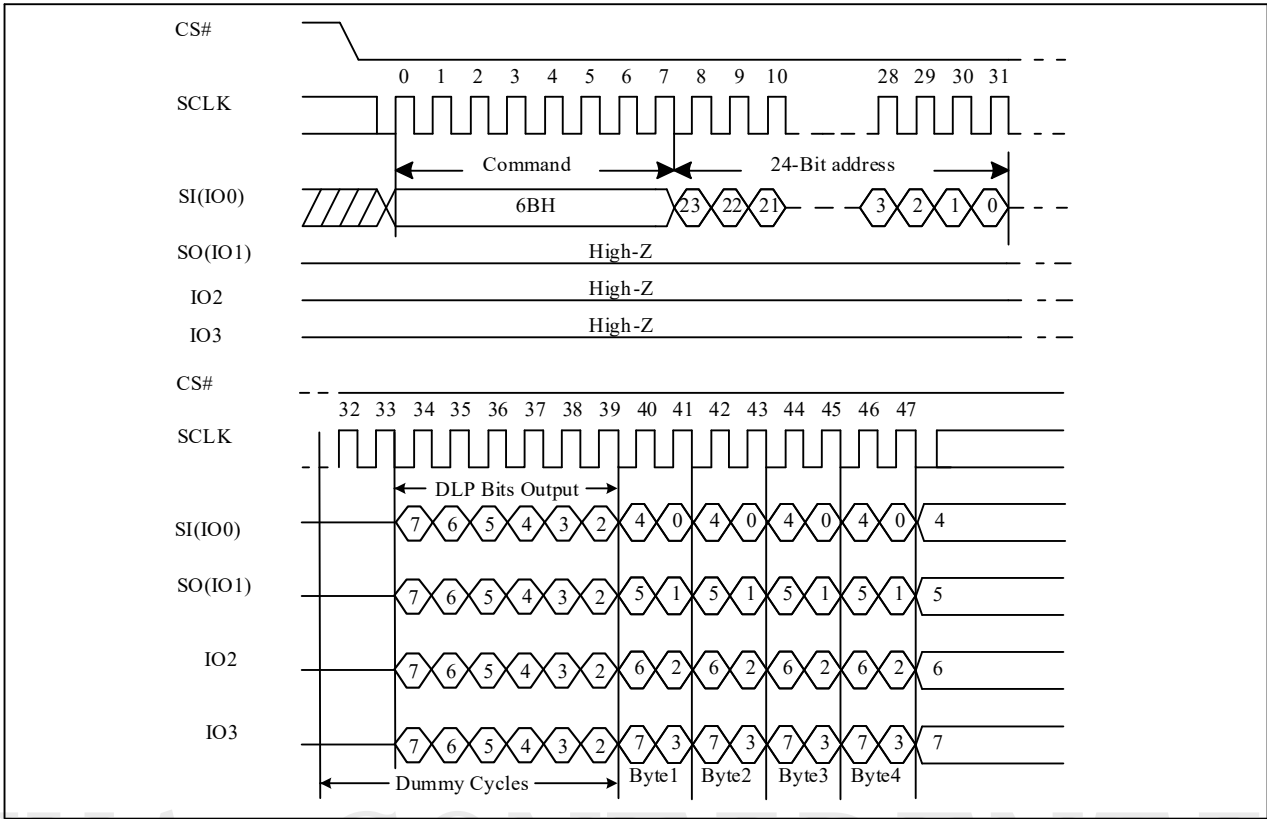 CS#
0 1 2 3 4 5 6 7 8 9 10 28 29 30 31
SCLK
Command 24-Bit address
SI(IO0) 6BH 23 22 21 3 2 1 0
SO(IO1) High-Z
IO2 High-Z
IO3 High-Z
CS#
32 33 34 35 36 37 38 39 40 41 42 43 44 45 46 47
SCLK
DLP Bits Output
SI(IO0) 7 6 5 4 3 2 4 0 4 0 4 0 4 0 4
SO(IO1) 7 6 5 4 3 2 5 1 5 1 5 1 5 1 5
IO2 7 6 5 4 3 2 6 2 6 2 6 2 6 2 6
IO3 7 6 5 4 3 2 7 3 7 3 7 3 7 3 7
Dummy Cycles Byte1 Byte2 Byte3 Byte4